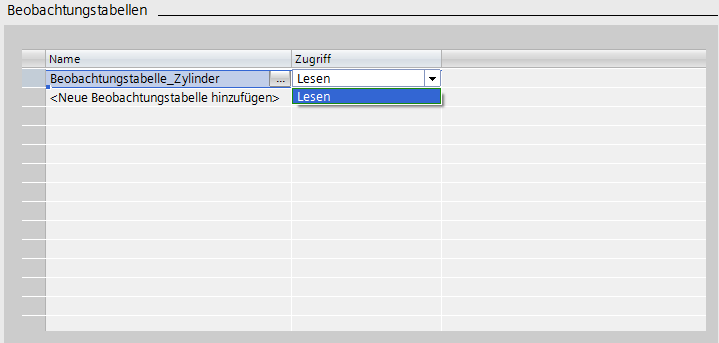 Beobachtungstabellen
Name Zugriff
Beobachtungstabelle_Zylinder ... Lesen
<Neue Beobachtungstabelle hinzufügen> Lesen